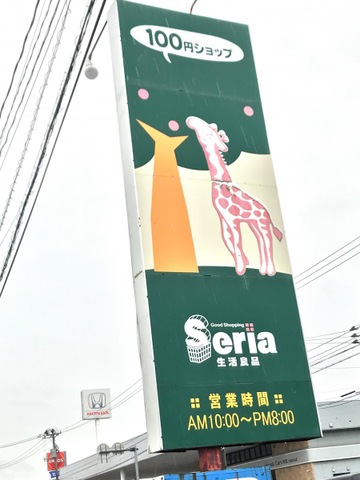 100円ショップ
Good Shopping
Seria
生活良品
営業時間
AM10:00〜PM8:00
HONDA